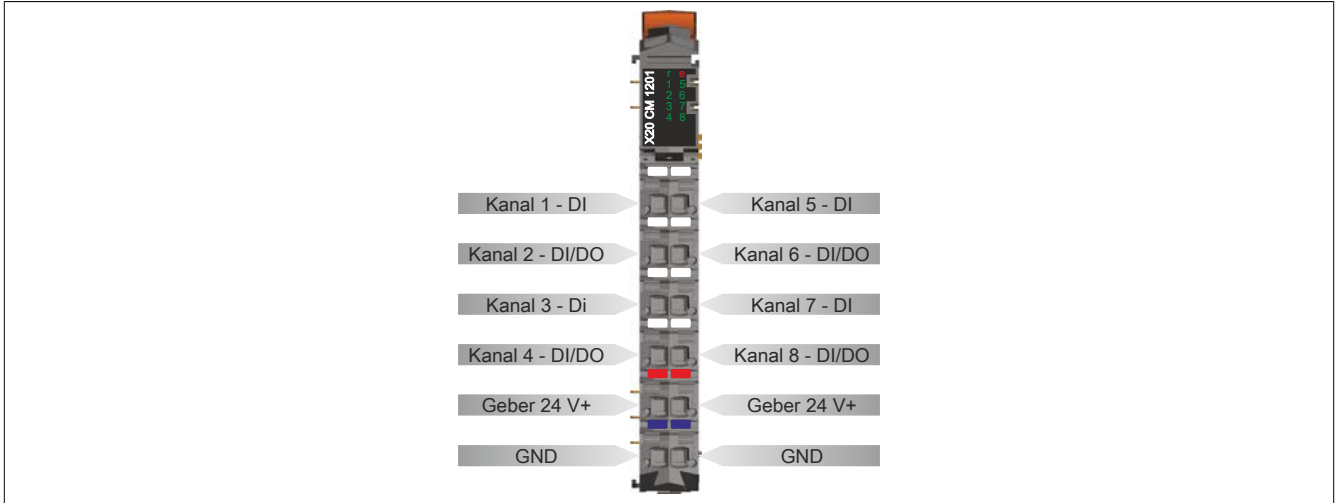 X20 CM 1201
r e
1 5
2 6
3 7
4 8
Kanal 1 - DI
Kanal 5 - DI
Kanal 2 - DI/DO
Kanal 6 - DI/DO
Kanal 3 - Di
Kanal 7 - DI
Kanal 4 - DI/DO
Kanal 8 - DI/DO
Geber 24 V+
Geber 24 V+
GND
GND